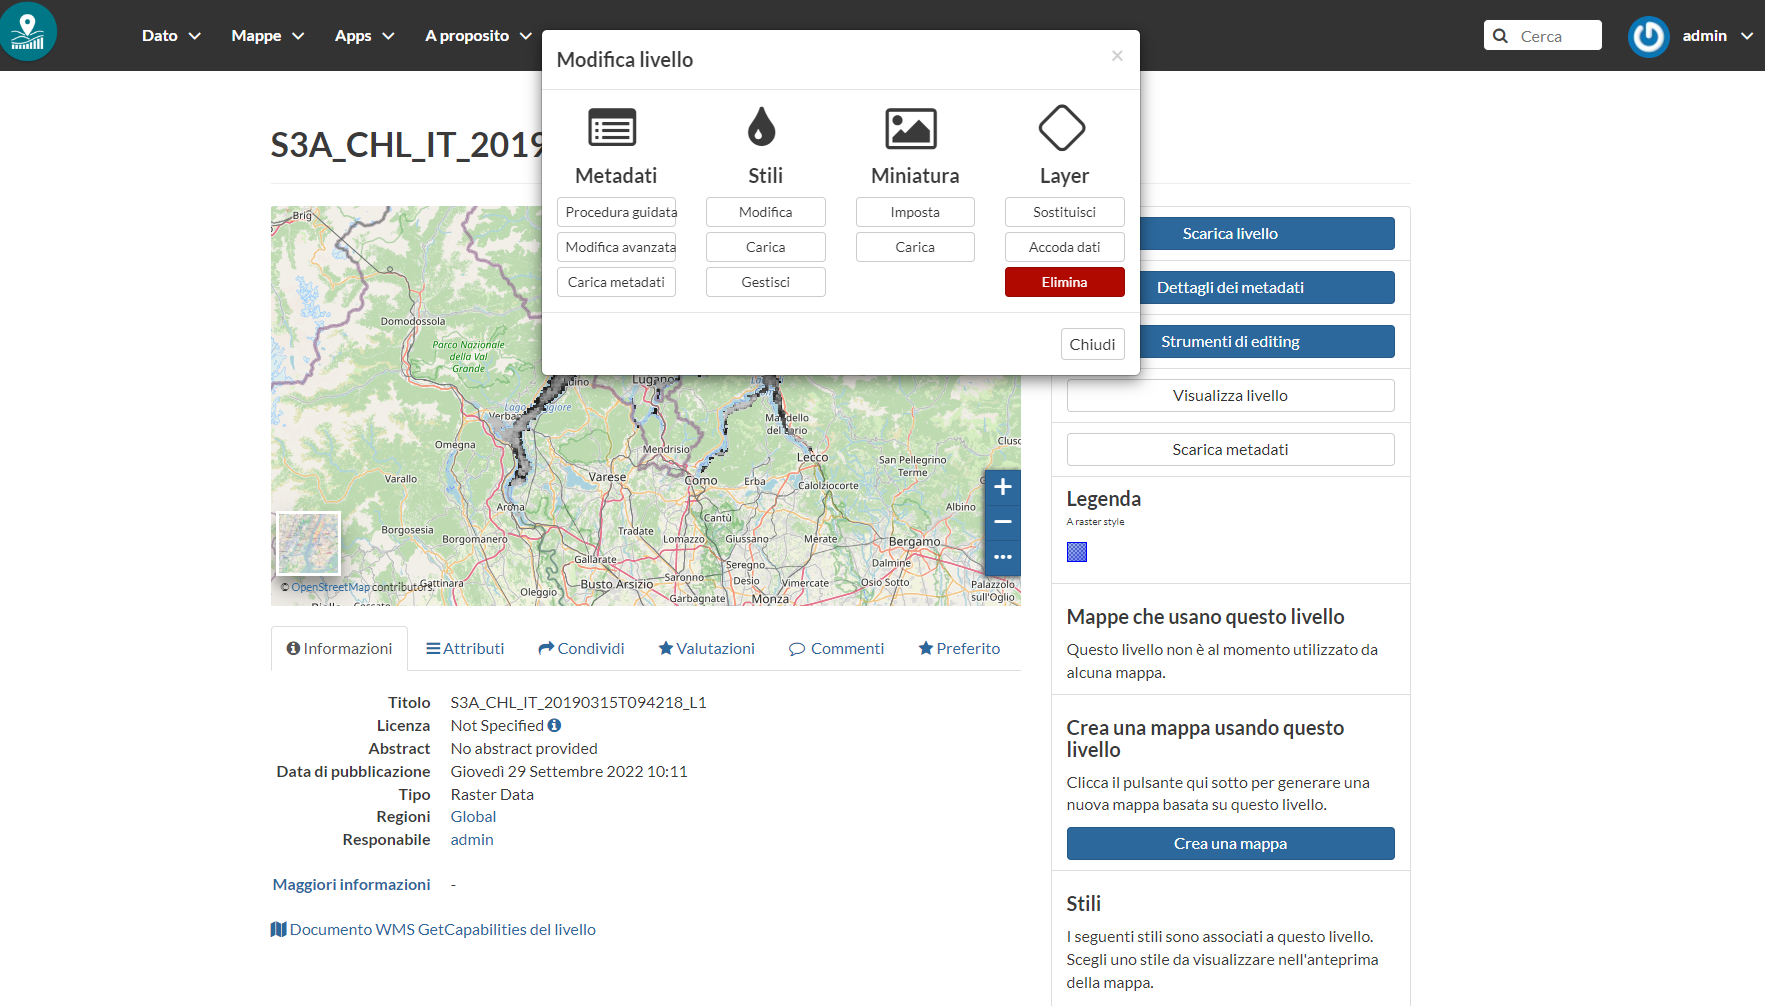 Dato
Mappe
Apps
A proposito
Cerca
admin
Modifica livello
×
Metadati
Procedura guidata
Modifica avanzata
Carica metadati
Stili
Modifica
Carica
Gestisci
Miniatura
Imposta
Carica
Layer
Sostituisci
Accoda dati
Elimina
Chiudi
S3A_CHL_IT_2019
Brig
Domodossola
Parco Nazionale
della Val
Grande
Lugano
Lago Maggiore
Verba
Omegna
Mendrisio
Mandello
del Lario
Lecco
San Pellegrino
Terme
Clusc
Varallo
Varese
Como
Erba
Calolziocorte
Arona
Albino
Borgosesia
Borgomanero
Tradate
Cantù
Lomazzo
Giussano
Merate
Bergamo
Gallarate
Seregno
Dalmine
Gattinara
Oleggio
Busto Arsizio
Saronno
Desio
Vimercate
Osio Sotto
Palazzolo
sull'Oglio
Garbagnate
Monza
+
−
© OpenStreetMap contributors.
Scarica livello
Dettagli dei metadati
Strumenti di editing
Visualizza livello
Scarica metadati
Legenda
A raster style
Mappe che usano questo livello
Questo livello non è al momento utilizzato da
alcuna mappa.
Crea una mappa usando questo
livello
Clicca il pulsante qui sotto per generare una
nuova mappa basata su questo livello.
Crea una mappa
Stili
I seguenti stili sono associati a questo livello.
Scegli uno stile da visualizzare nell'anteprima
della mappa.
Informazioni
Attributi
Condividi
Valutazioni
Commenti
Preferito
Titolo S3A_CHL_IT_20190315T094218_L1
Licenza Not Specified
Abstract No abstract provided
Data di pubblicazione Giovedì 29 Settembre 2022 10:11
Tipo Raster Data
Regioni Global
Responabile admin
Maggiori informazioni -
Documento WMS GetCapabilities del livello